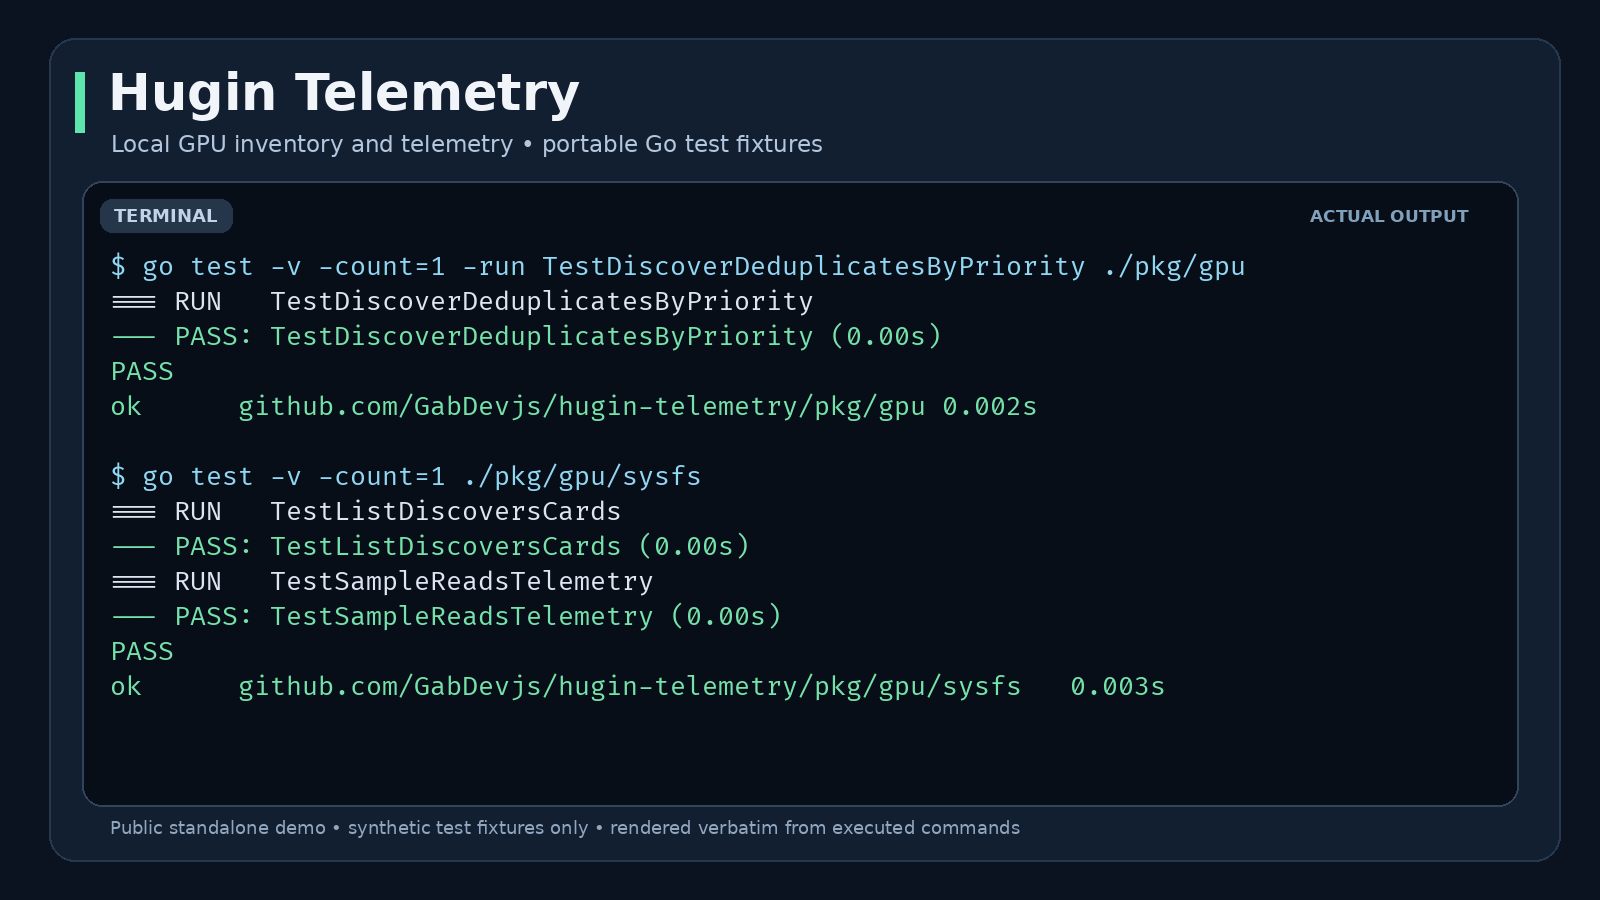 Hugin Telemetry
Local GPU inventory and telemetry • portable Go test fixtures
TERMINAL
ACTUAL OUTPUT
$ go test -v -count=1 -run TestDiscoverDeduplicatesByPriority ./pkg/gpu
=== RUN   TestDiscoverDeduplicatesByPriority
--- PASS: TestDiscoverDeduplicatesByPriority (0.00s)
PASS
ok      github.com/GabDevjs/hugin-telemetry/pkg/gpu 0.002s
$ go test -v -count=1 ./pkg/gpu/sysfs
=== RUN   TestListDiscoversCards
--- PASS: TestListDiscoversCards (0.00s)
=== RUN   TestSampleReadsTelemetry
--- PASS: TestSampleReadsTelemetry (0.00s)
PASS
ok      github.com/GabDevjs/hugin-telemetry/pkg/gpu/sysfs   0.003s
Public standalone demo • synthetic test fixtures only • rendered verbatim from executed commands